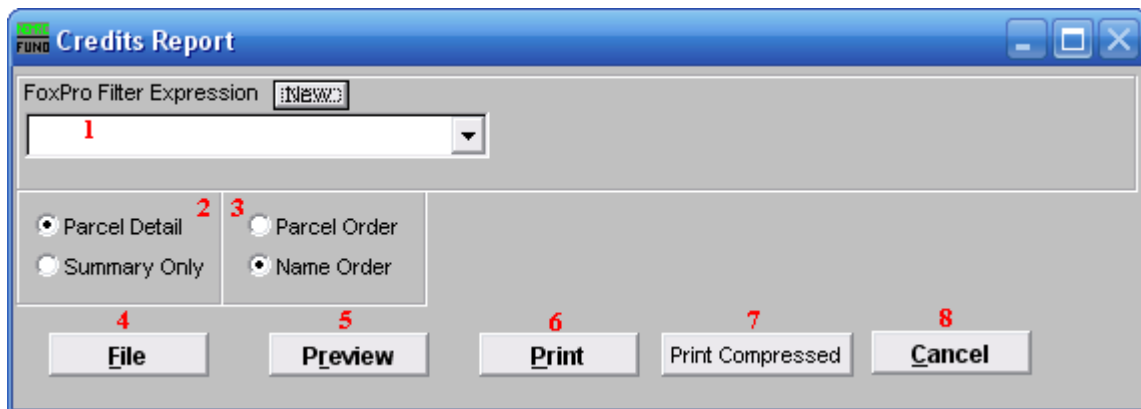 FUND Credits Report
FoxPro Filter Expression New
1
2 3
Parcel Detail Parcel Order
Summary Only Name Order
4 5 6 7 8
File Preview Print Print Compressed Cancel